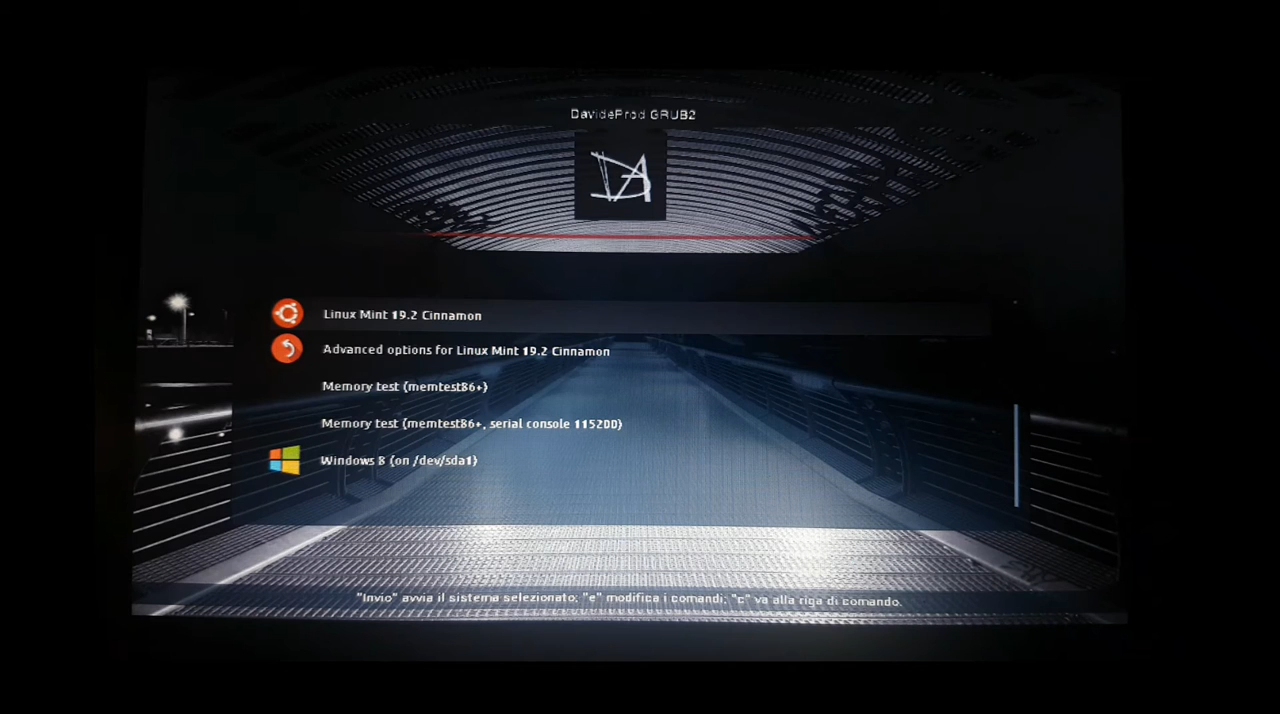 DavideProd GRUB2
DA
Linux Mint 19.2 Cinnamon
Advanced options for Linux Mint 19.2 Cinnamon
Memory test (memtest86+)
Memory test (memtest86+, serial console 115200)
Windows 8 (on /dev/sda1)
"Invio" avvia il sistema selezionato; "e" modifica i comandi; "c" va alla riga di comando.